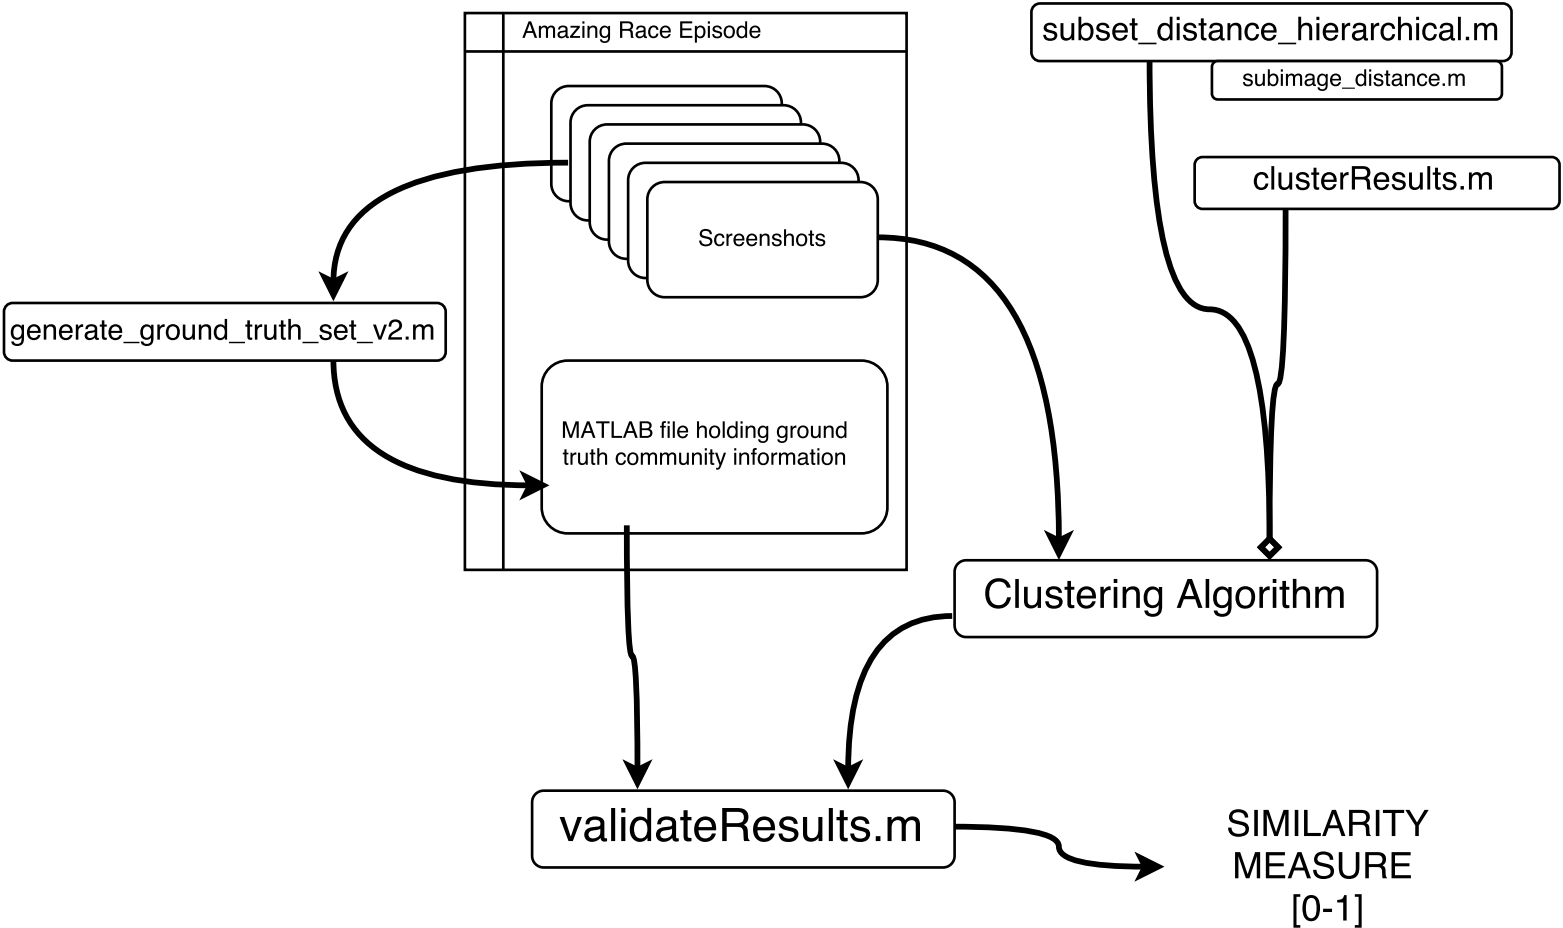 Amazing Race Episode
subset_distance_hierarchical.m
subimage_distance.m
clusterResults.m
Screenshots
generate_ground_truth_set_v2.m
MATLAB file holding ground
truth community information
Clustering Algorithm
validateResults.m
SIMILARITY
MEASURE
[0-1]